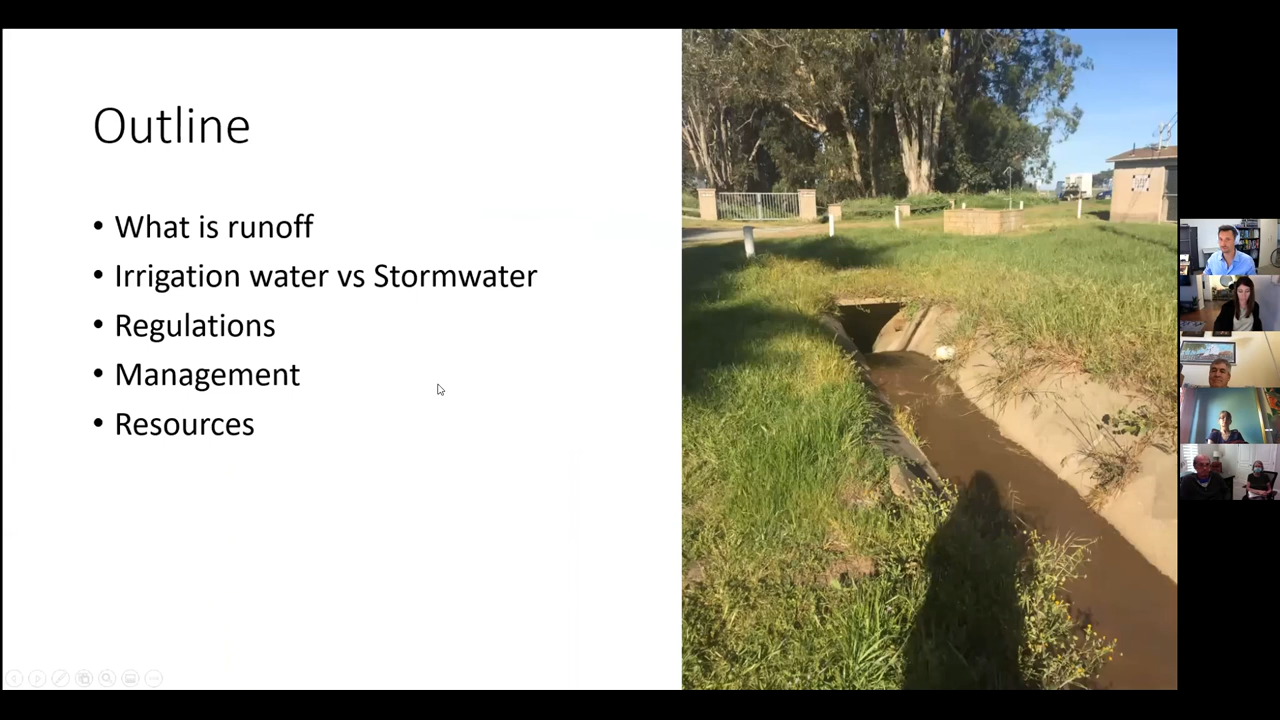 Outline
• What is runoff
• Irrigation water vs Stormwater
• Regulations
• Management
• Resources